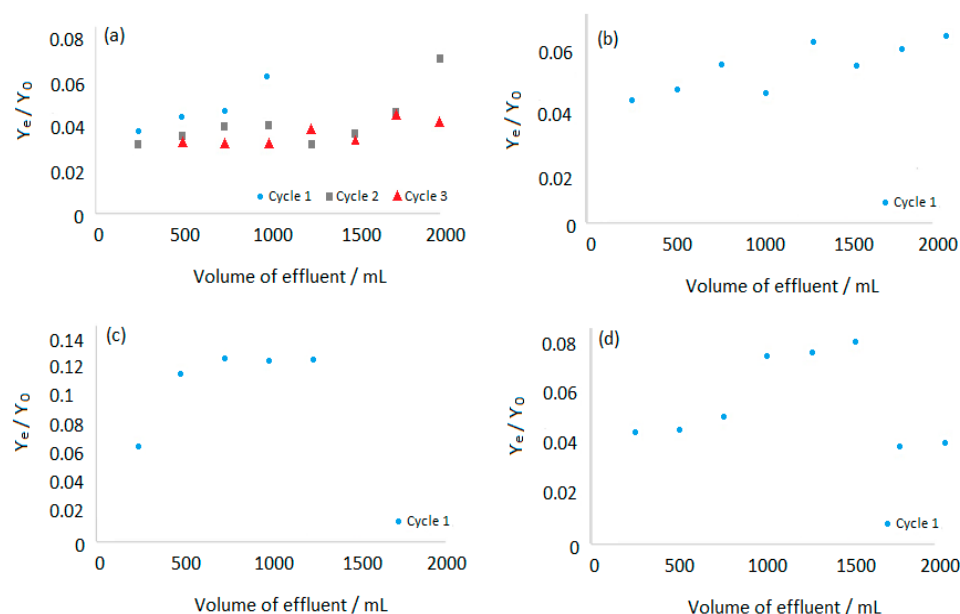 (a)
0.08
0.06
0.04
0.02
0
Ye / Y0
Cycle 1 Cycle 2 Cycle 3
0 500 1000 1500 2000
Volume of effluent / mL
(b)
0.06
0.04
0.02
0
Ye / Y0
Cycle 1
0 500 1000 1500 2000
Volume of effluent / mL
(c)
0.14
0.12
0.1
0.08
0.06
0.04
0.02
0
Ye / Y0
Cycle 1
0 500 1000 1500 2000
Volume of effluent / mL
(d)
0.08
0.06
0.04
0.02
0
Ye / Y0
Cycle 1
0 500 1000 1500 2000
Volume of effluent / mL